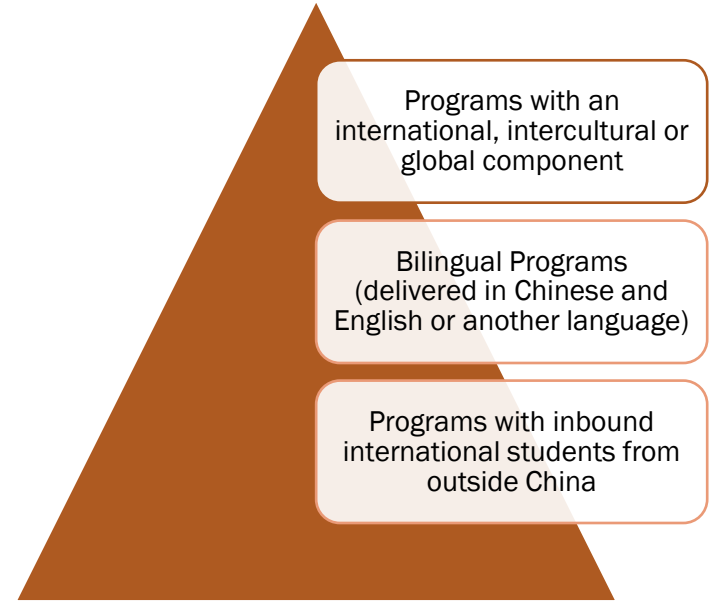 Programs with an
international, intercultural or
global component
Bilingual Programs
(delivered in Chinese and
English or another language)
Programs with inbound
international students from
outside China